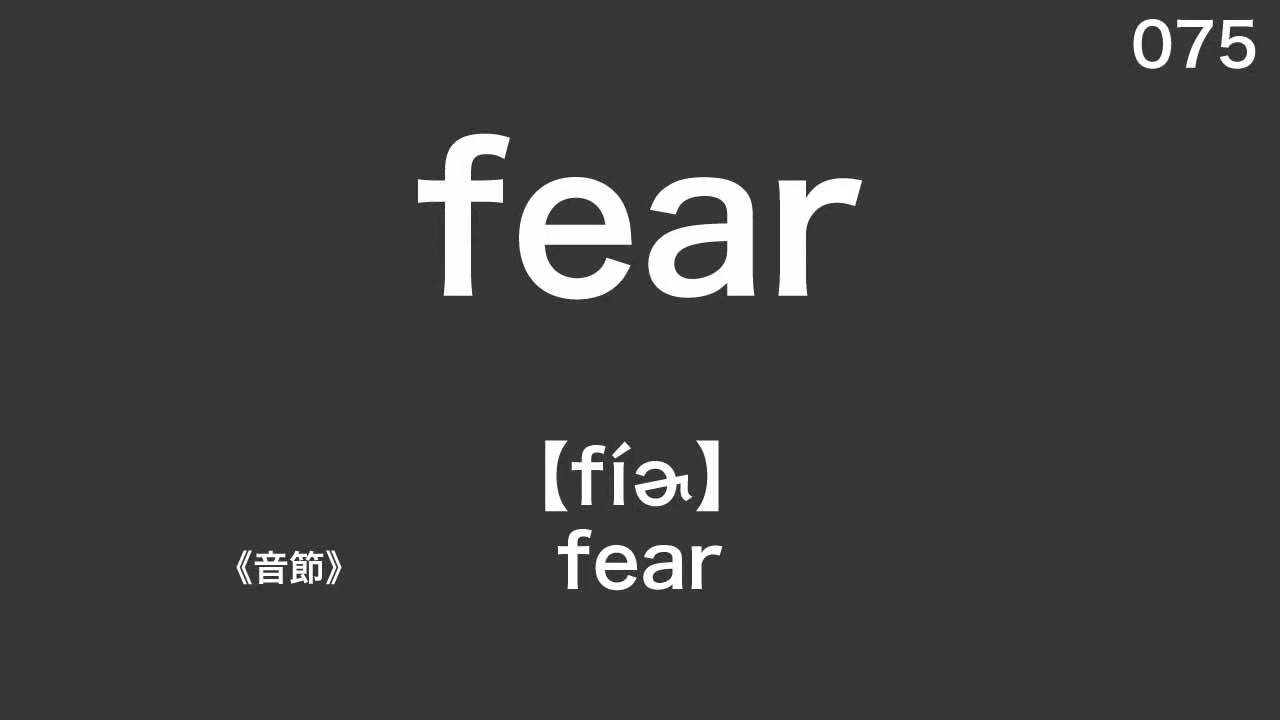 075
fear
【fíɚ】
《音節》 fear